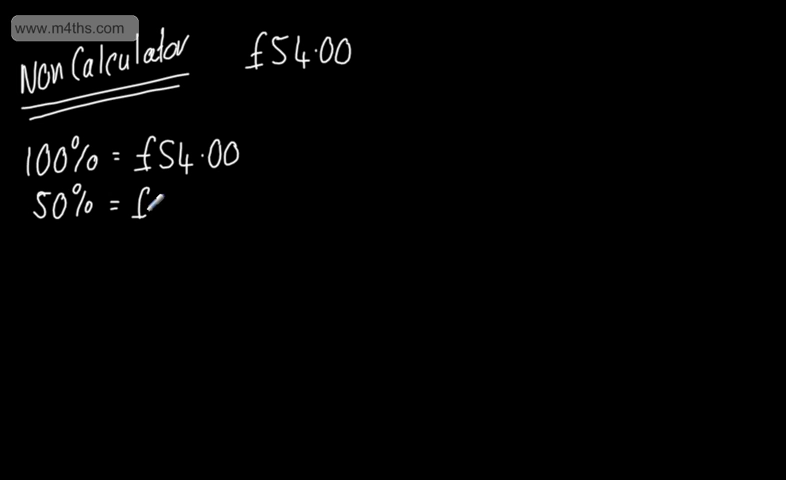 www.m4ths.com
Non Calculator £54.00
100% = £54.00
50% = £